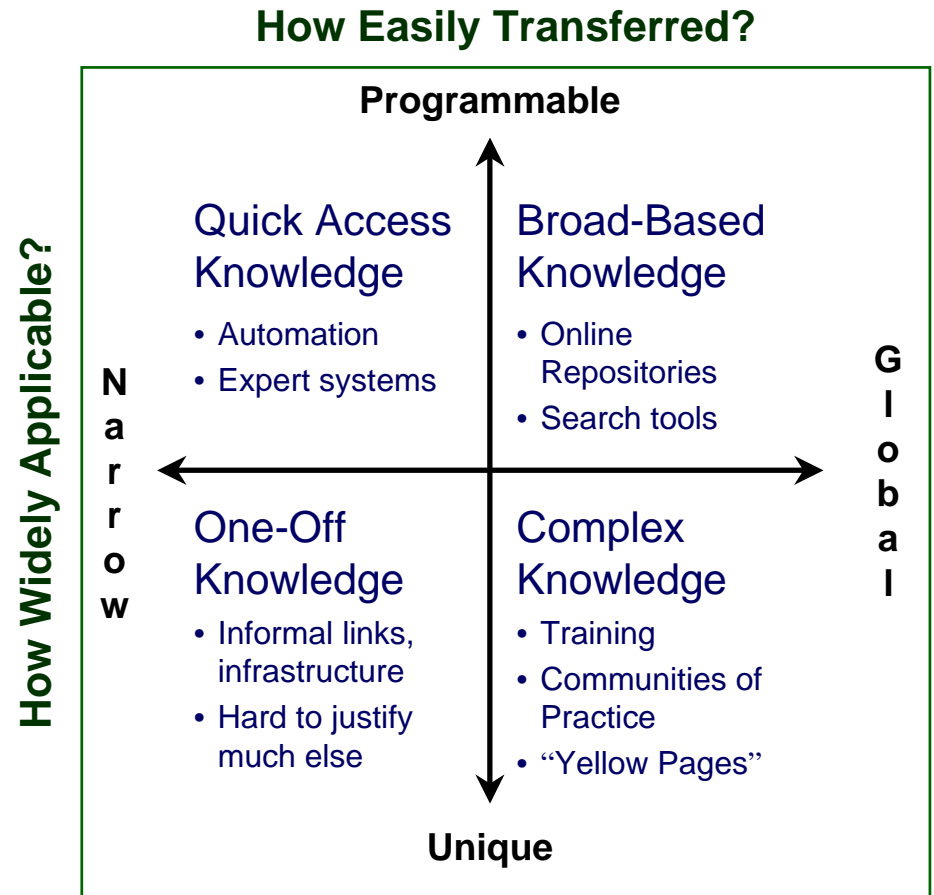 How Easily Transferred?
Programmable
How Widely Applicable?
Narrow
Global
Quick Access
Knowledge
• Automation
• Expert systems
Broad-Based
Knowledge
• Online
Repositories
• Search tools
One-Off
Knowledge
• Informal links,
infrastructure
• Hard to justify
much else
Complex
Knowledge
• Training
• Communities of
Practice
• “Yellow Pages”
Unique